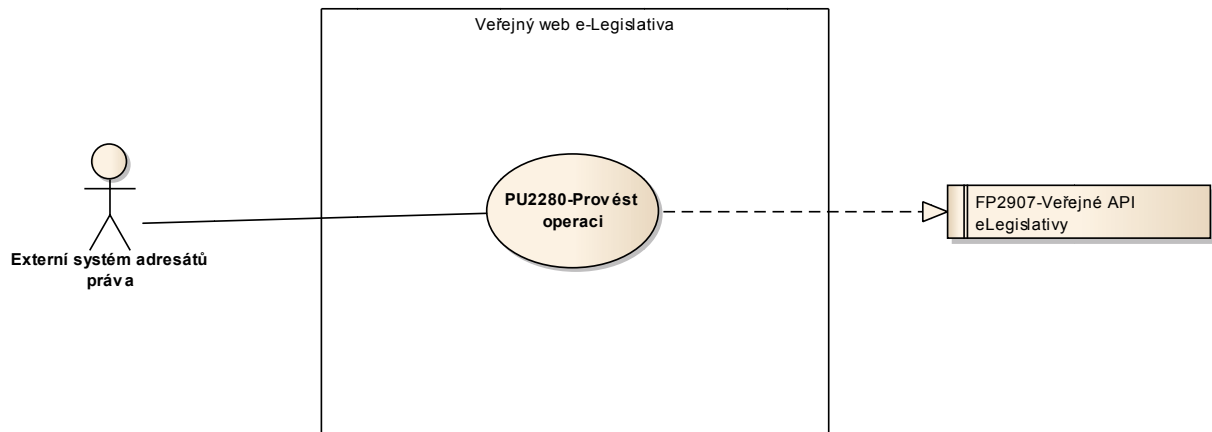 Veřejný web e-Legislativa
PU2280-Provést
operaci
FP2907-Veřejné API
eLegislativy
Externí systém adresátů
práva